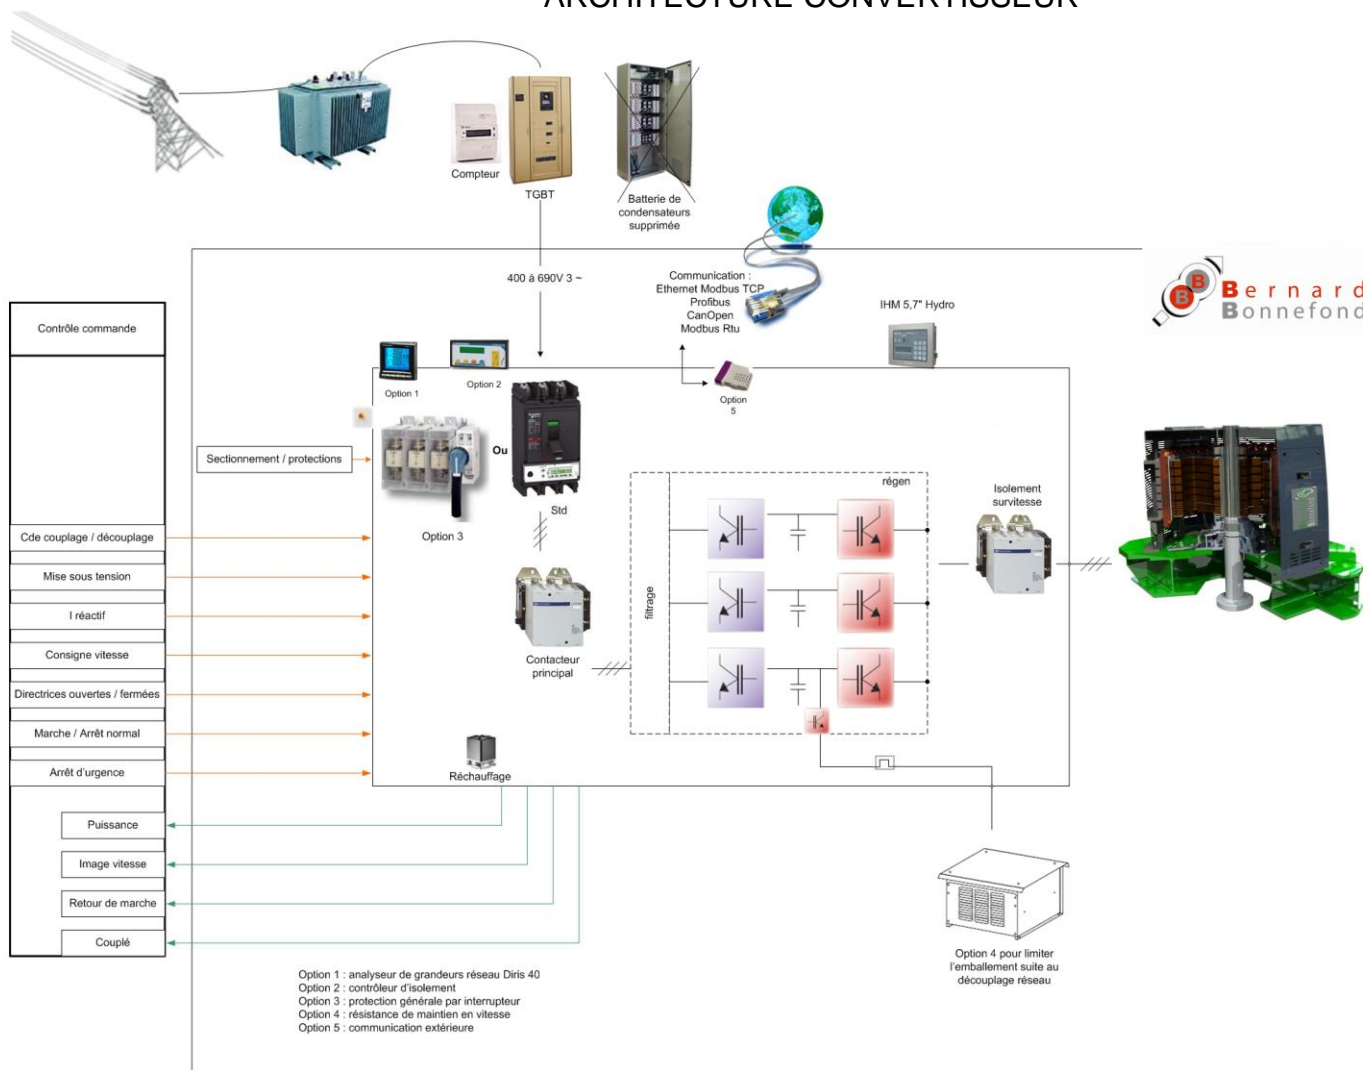 ARCHITECTURE CONVERTISSEUR
Compteur
TGBT
Batterie de
condensateurs
supprimée
400 à 690V 3 ~
Communication :
Ethernet Modbus TCP
Profibus
CanOpen
Modbus Rtu
IHM 5,7" Hydro
B B
Bernard
Bonnefond
Contrôle commande
Option 1
Option 2
Option
5
Sectionnement / protections
Ou
Std
Option 3
régen
Isolement
survitesse
filtrage
Cde couplage / découplage
Mise sous tension
I réactif
Consigne vitesse
Directrices ouvertes / fermées
Marche / Arrêt normal
Arrêt d'urgence
Contacteur
principal
Réchauffage
Puissance
Image vitesse
Retour de marche
Couplé
Option 4 pour limiter
l'emballement suite au
découplage réseau
Option 1 : analyseur de grandeurs réseau Diris 40
Option 2 : contrôleur d'isolement
Option 3 : protection générale par interrupteur
Option 4 : résistance de maintien en vitesse
Option 5 : communication extérieure